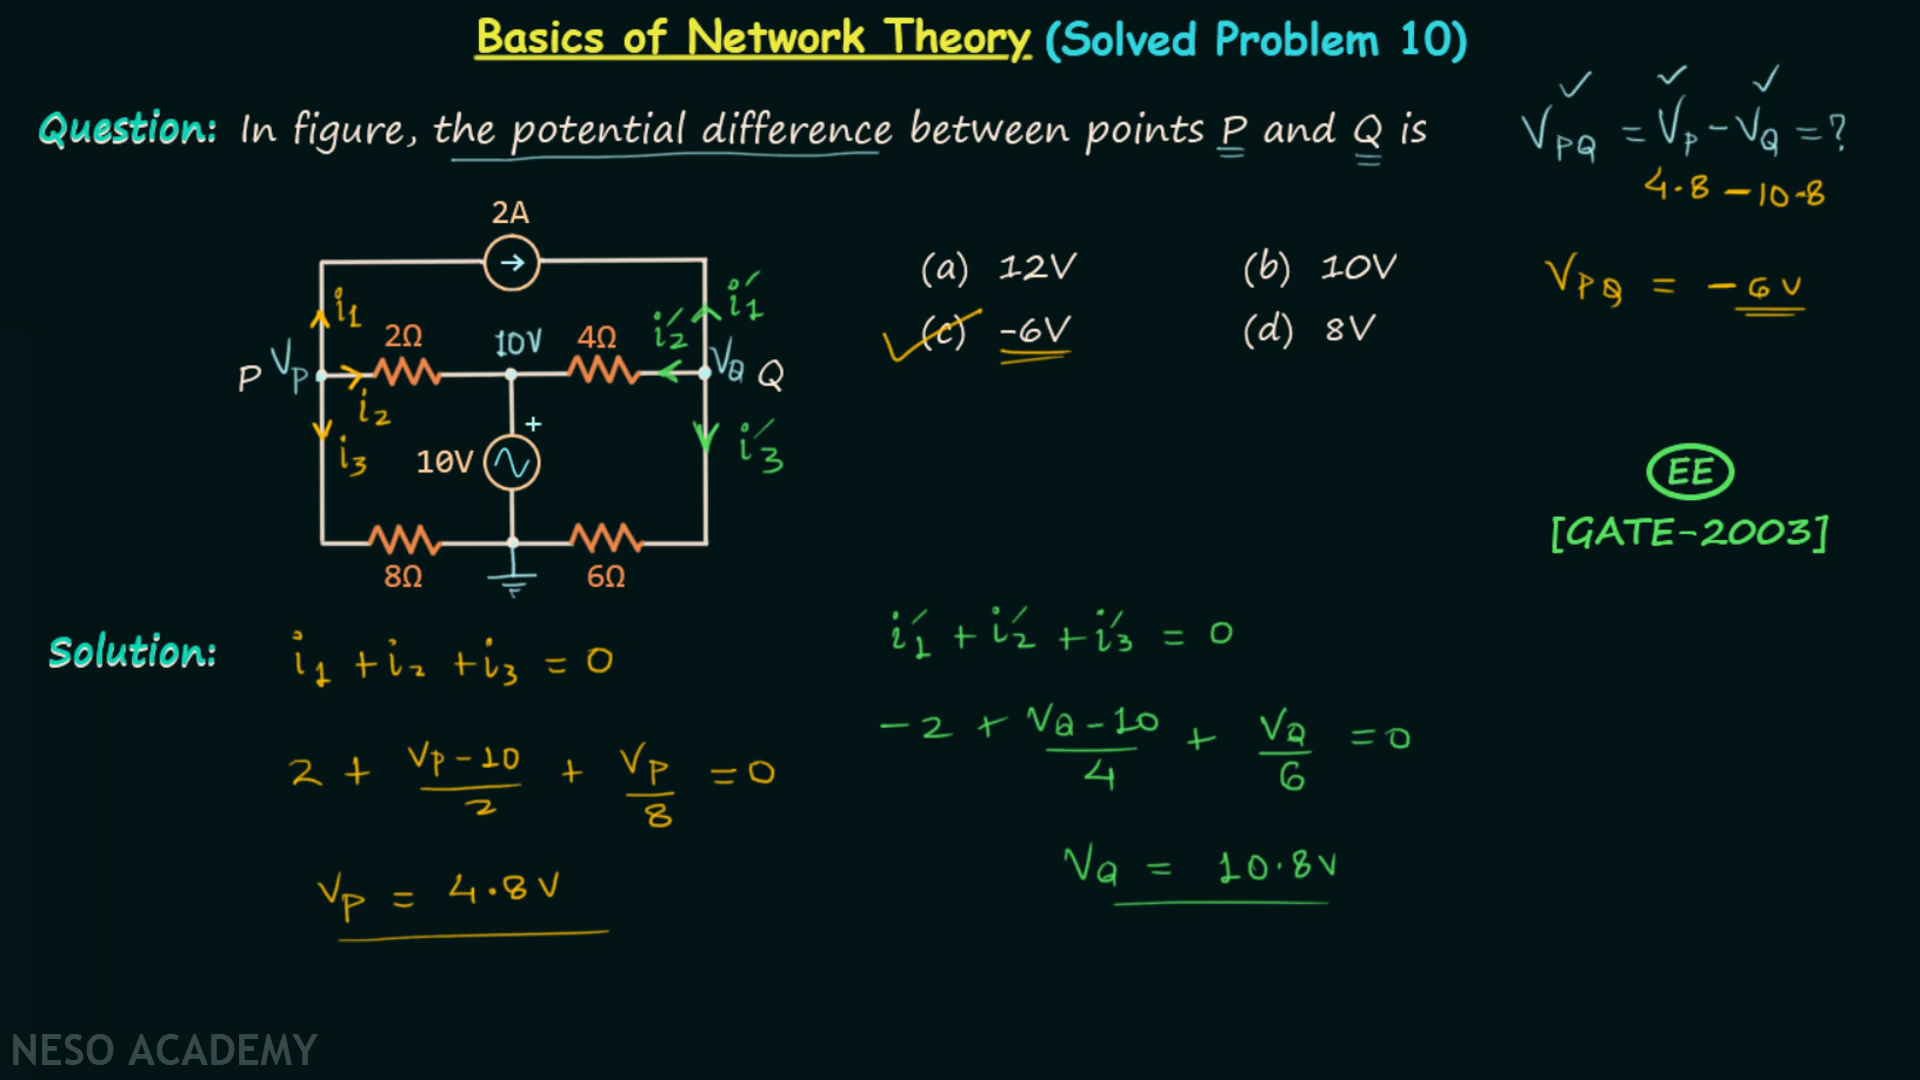 Basics of Network Theory (Solved Problem 10)
Question: In figure, the potential difference between points P and Q is
V_PQ = V_P - V_Q = ?
4.8 - 10.8
V_PQ = -6V
2A
i1
i1′
2Ω
10V
4Ω
i2′
P
V_P
V_Q
Q
i2
i3
+
10V
i3′
8Ω
6Ω
(a) 12V
(b) 10V
(c) -6V
(d) 8V
EE
[GATE-2003]
Solution:
i1 + i2 + i3 = 0
2 + (V_P - 10)/2 + V_P/8 = 0
V_P = 4.8V
i1′ + i2′ + i3′ = 0
-2 + (V_Q - 10)/4 + V_Q/6 = 0
V_Q = 10.8V
NESO ACADEMY